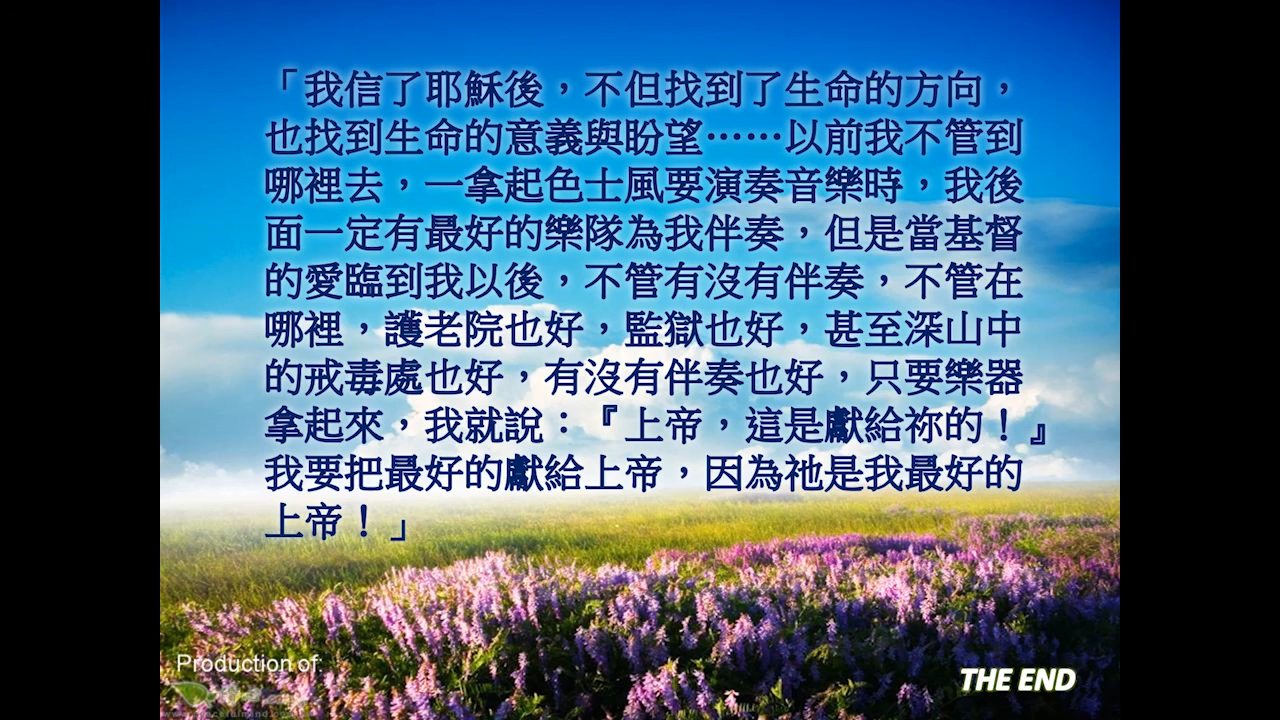 「我信了耶穌後，不但找到了生命的方向，
也找到生命的意義與盼望……以前我不管到
哪裡去，一拿起色士風要演奏音樂時，我後
面一定有最好的樂隊為我伴奏，但是當基督
的愛臨到我以後，不管有沒有伴奏，不管在
哪裡，護老院也好，監獄也好，甚至深山中
的戒毒處也好，有沒有伴奏也好，只要樂器
拿起來，我就說：『上帝，這是獻給祢的！』
我要把最好的獻給上帝，因為祂是我最好的
上帝！」
Production of:
THE END